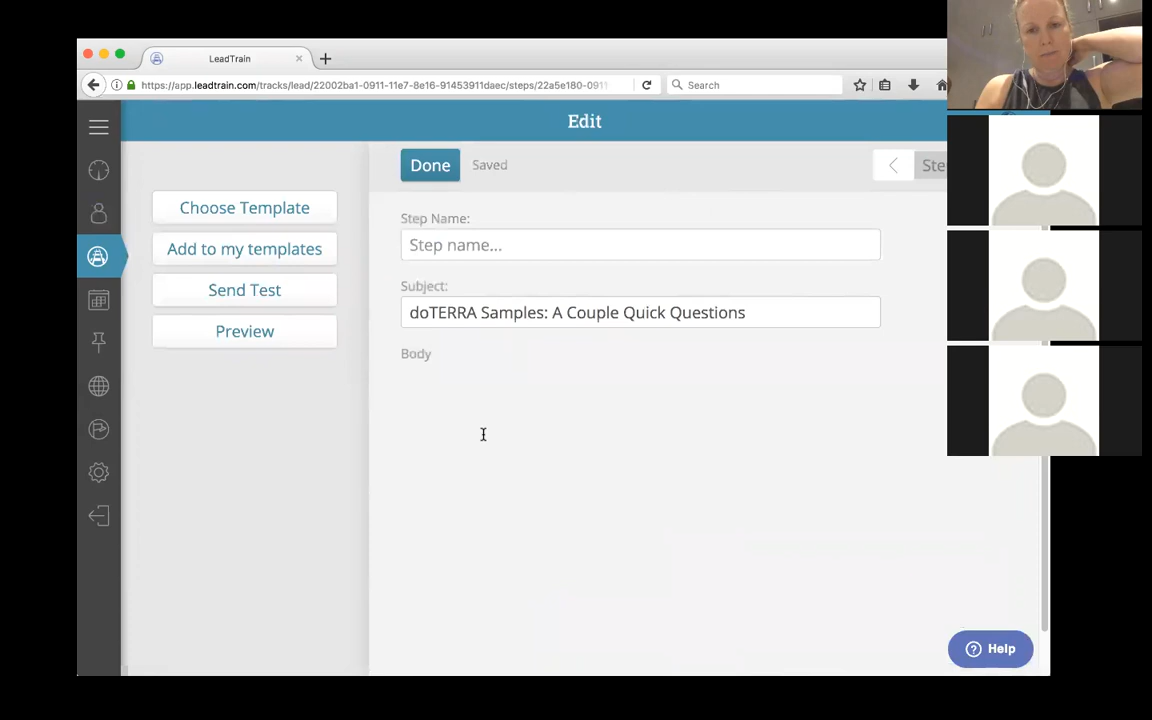 LeadTrain
https://app.leadtrain.com/tracks/lead/22002ba1-0911-11e7-8e16-91453911daec/steps/22a5e180-091
Search
Edit
Done
Saved
Ste
Choose Template
Add to my templates
Send Test
Preview
Step Name:
Step name...
Subject:
doTERRA Samples: A Couple Quick Questions
Body
Help